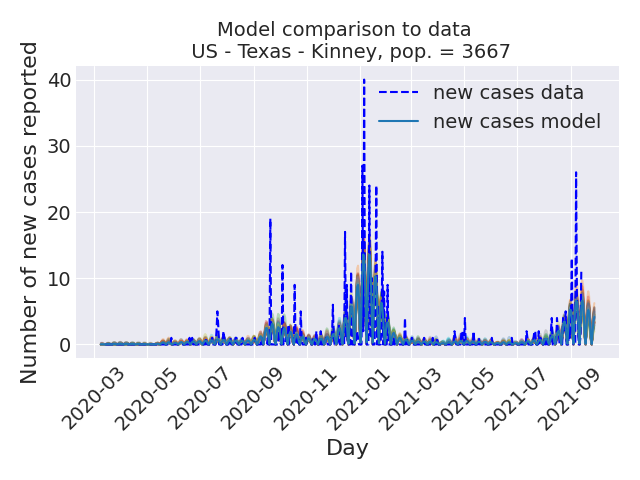 Model comparison to data
US - Texas - Kinney, pop. = 3667
Number of new cases reported
40
30
20
10
0
new cases data
new cases model
2020-03
2020-05
2020-07
2020-09
2020-11
2021-01
2021-03
2021-05
2021-07
2021-09
Day